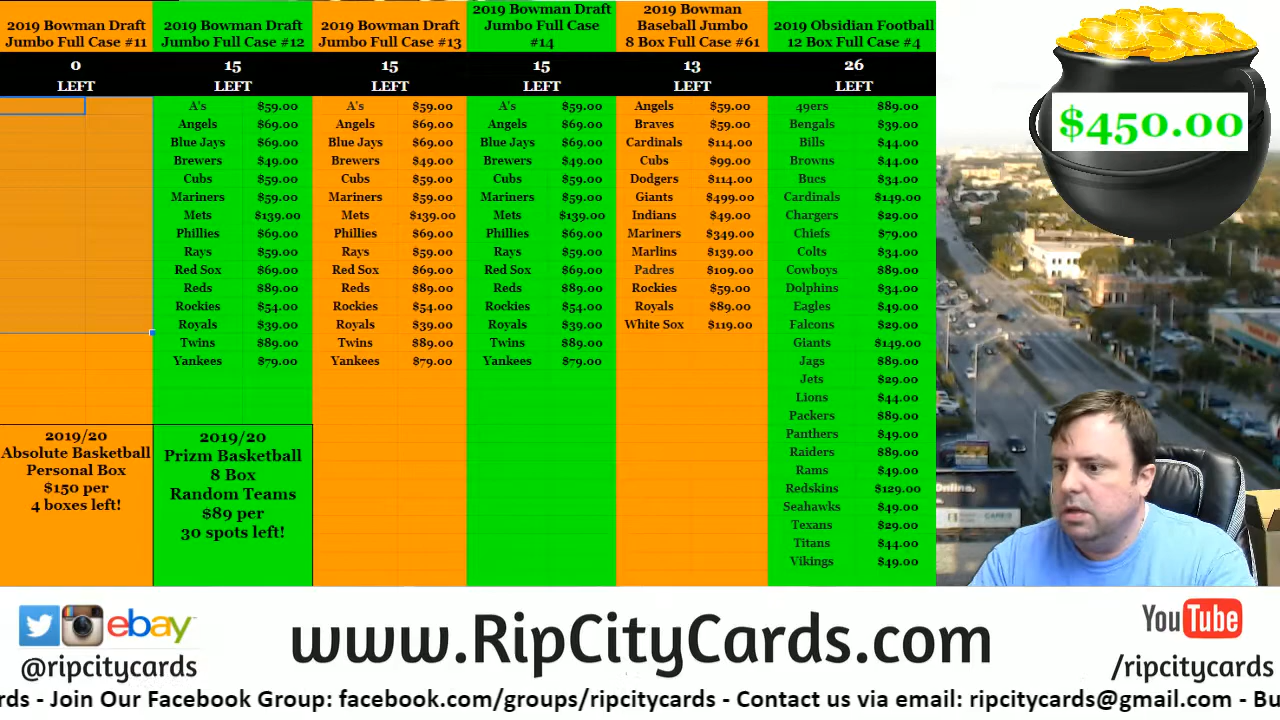 2019 Bowman Draft
Jumbo Full Case #11
0
LEFT
2019 Bowman Draft
Jumbo Full Case #12
15
LEFT
A's $59.00
Angels $69.00
Blue Jays $69.00
Brewers $49.00
Cubs $59.00
Mariners $59.00
Mets $139.00
Phillies $69.00
Rays $59.00
Red Sox $69.00
Reds $89.00
Rockies $54.00
Royals $39.00
Twins $89.00
Yankees $79.00
2019 Bowman Draft
Jumbo Full Case #13
15
LEFT
A's $59.00
Angels $69.00
Blue Jays $69.00
Brewers $49.00
Cubs $59.00
Mariners $59.00
Mets $139.00
Phillies $69.00
Rays $59.00
Red Sox $69.00
Reds $89.00
Rockies $54.00
Royals $39.00
Twins $89.00
Yankees $79.00
2019 Bowman Draft
Jumbo Full Case
#14
15
LEFT
A's $59.00
Angels $69.00
Blue Jays $69.00
Brewers $49.00
Cubs $59.00
Mariners $59.00
Mets $139.00
Phillies $69.00
Rays $59.00
Red Sox $69.00
Reds $89.00
Rockies $54.00
Royals $39.00
Twins $89.00
Yankees $79.00
2019 Bowman
Baseball Jumbo
8 Box Full Case #61
13
LEFT
Angels $59.00
Braves $59.00
Cardinals $114.00
Cubs $99.00
Dodgers $114.00
Giants $499.00
Indians $49.00
Mariners $349.00
Marlins $139.00
Padres $109.00
Rockies $59.00
Royals $89.00
White Sox $119.00
2019 Obsidian Football
12 Box Full Case #4
26
LEFT
49ers $89.00
Bengals $39.00
Bills $44.00
Browns $44.00
Bucs $34.00
Cardinals $149.00
Chargers $29.00
Chiefs $79.00
Colts $34.00
Cowboys $89.00
Dolphins $34.00
Eagles $49.00
Falcons $29.00
Giants $149.00
Jags $89.00
Jets $29.00
Lions $44.00
Packers $89.00
Panthers $49.00
Raiders $89.00
Rams $49.00
Redskins $129.00
Seahawks $49.00
Texans $29.00
Titans $44.00
Vikings $49.00
2019/20
Absolute Basketball
Personal Box
$150 per
4 boxes left!
2019/20
Prizm Basketball
8 Box
Random Teams
$89 per
30 spots left!
$450.00
Online.
ebay
@ripcitycards
www.RipCityCards.com
YouTube
/ripcitycards
rds - Join Our Facebook Group: facebook.com/groups/ripcitycards - Contact us via email: ripcitycards@gmail.com - Bu